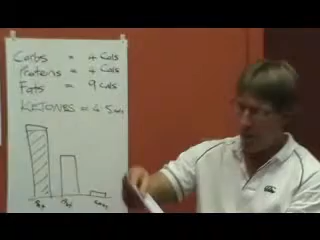 Carbs = 4 Cals
Proteins = 4 Cals
Fats = 9 Cals
KETONES = 4.5